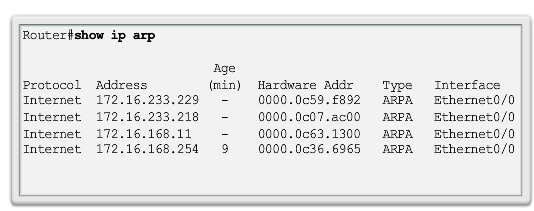 Router#show ip arp
Age
Protocol Address (min) Hardware Addr Type Interface
Internet 172.16.233.229 - 0000.0c59.f892 ARPA Ethernet0/0
Internet 172.16.233.218 - 0000.0c07.ac00 ARPA Ethernet0/0
Internet 172.16.168.11 - 0000.0c63.1300 ARPA Ethernet0/0
Internet 172.16.168.254 9 0000.0c36.6965 ARPA Ethernet0/0